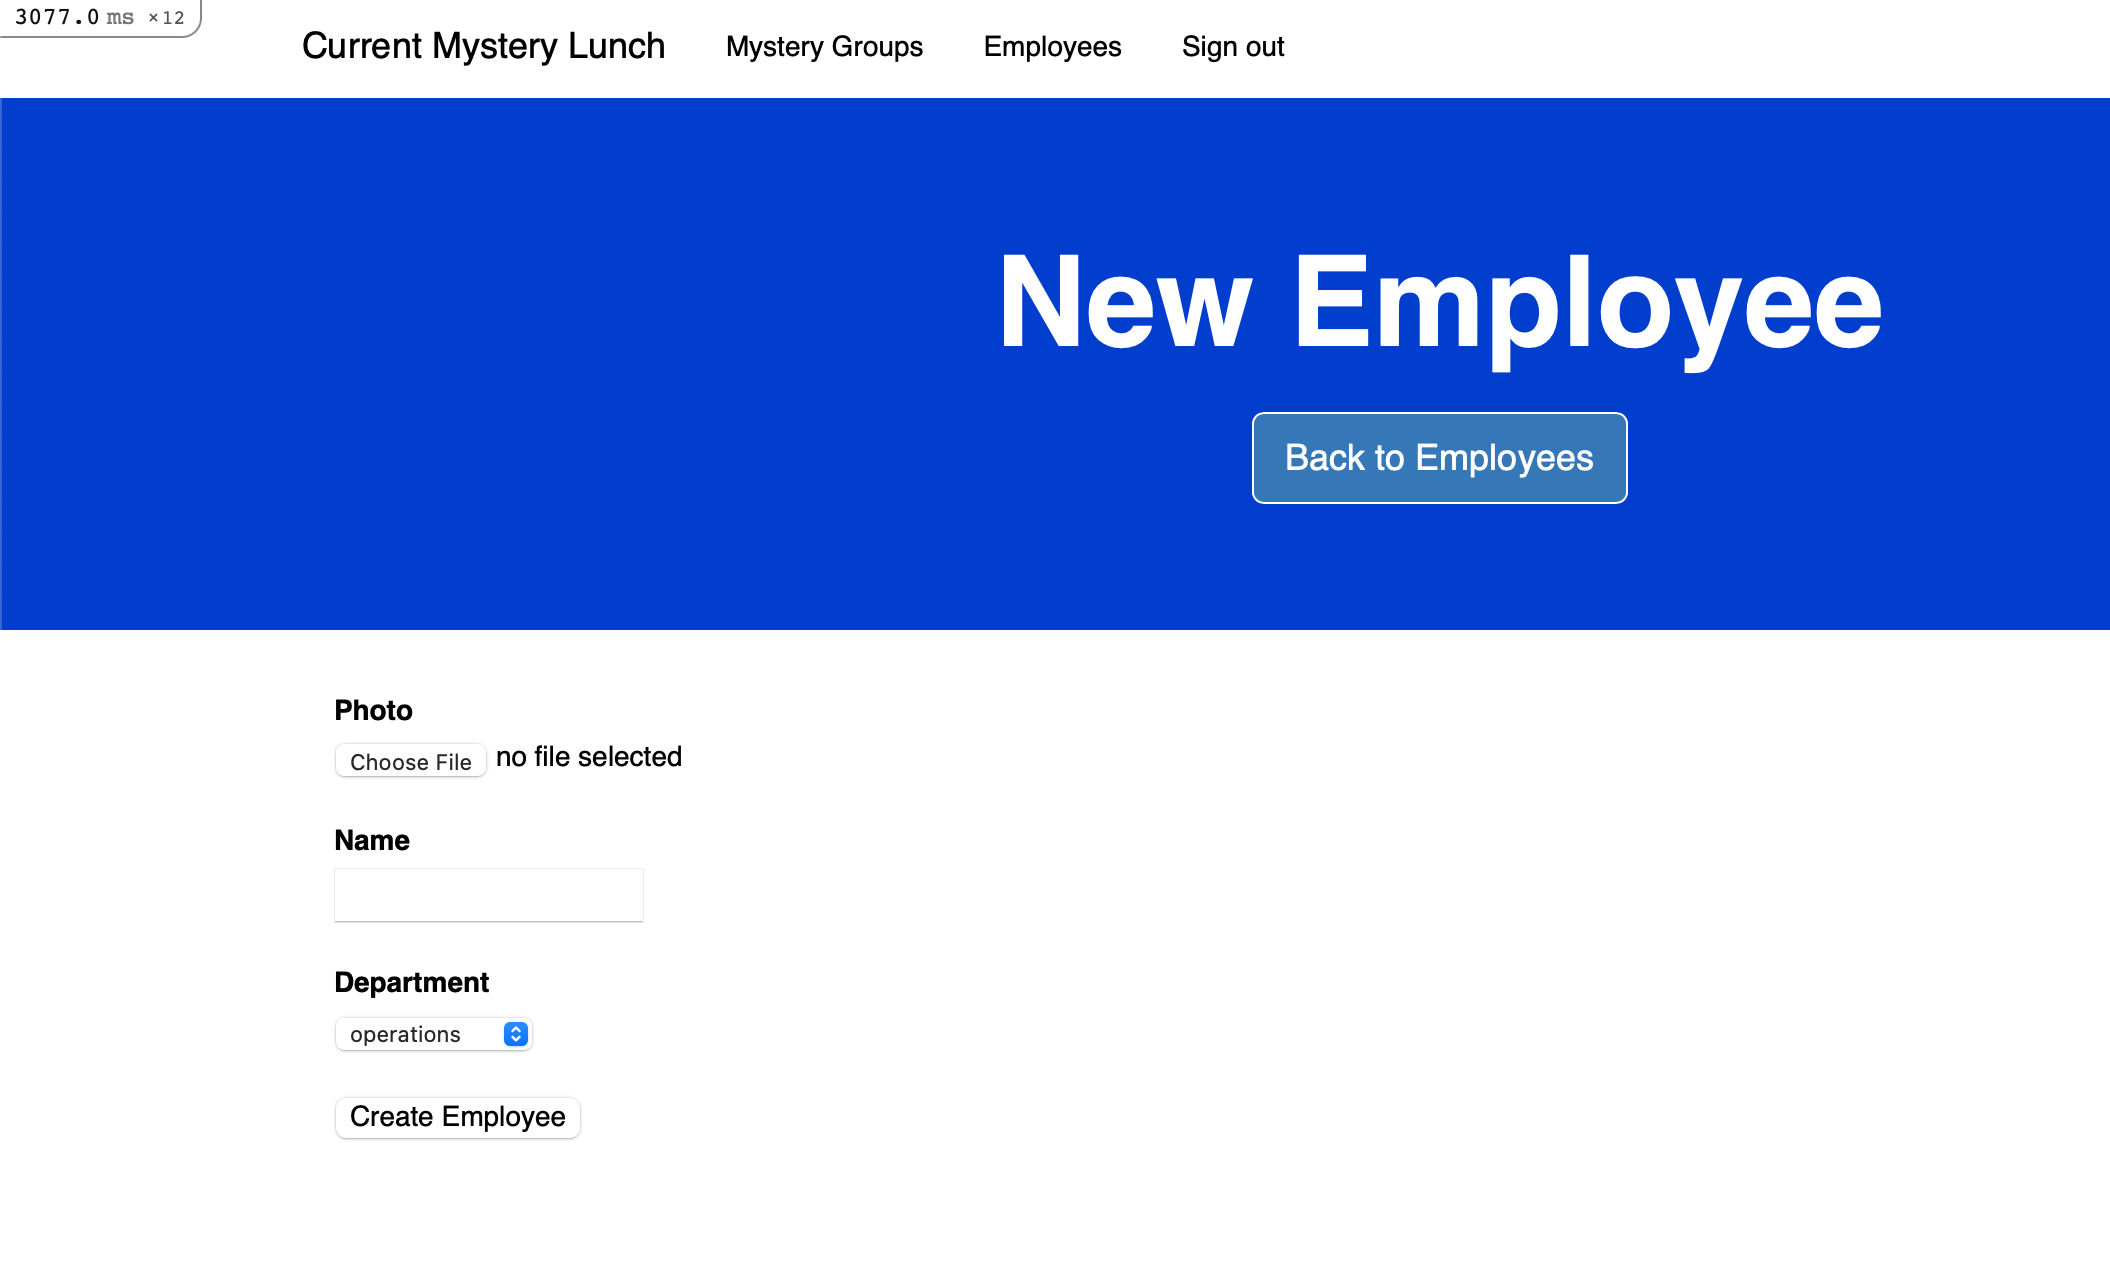 3077.0 ms ×12
Current Mystery Lunch Mystery Groups Employees Sign out
New Employee
Back to Employees
Photo
Choose File no file selected
Name
Department
operations
Create Employee